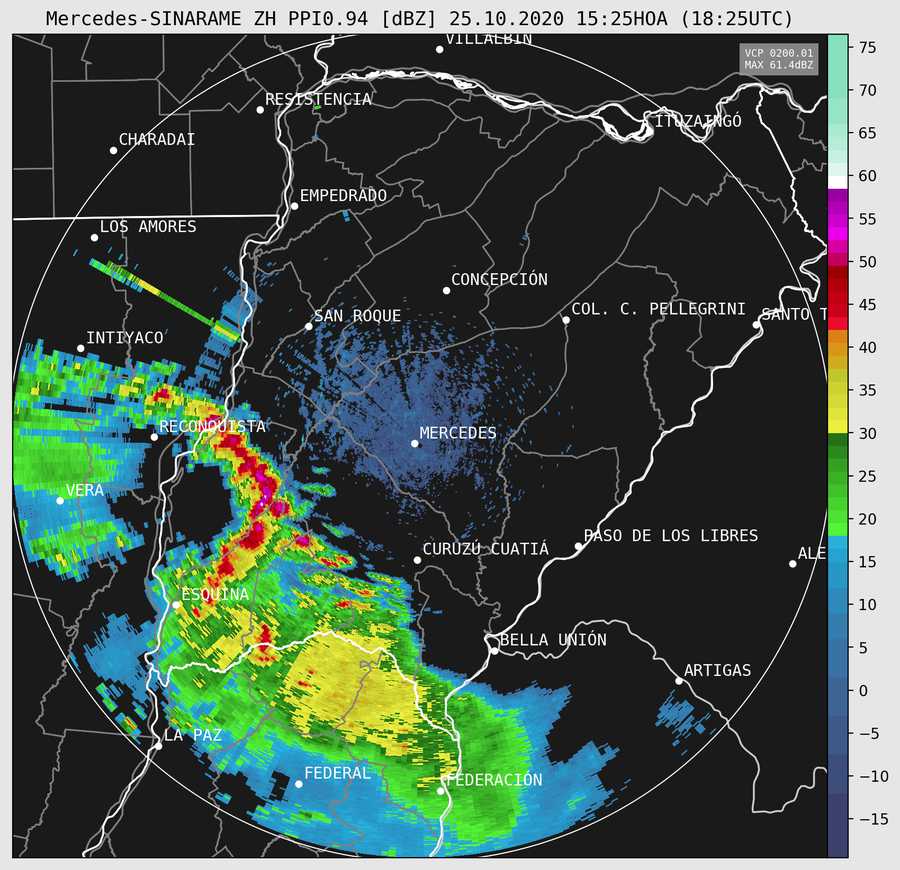 Mercedes-SINARAME ZH PPI0.94 [dBZ] 25.10.2020 15:25HOA (18:25UTC)
VILLALBIN
VCP 0200.01
MAX 61.4dBZ
RESISTENCIA
ITUZAINGÓ
CHARADAI
EMPEDRADO
LOS AMORES
CONCEPCIÓN
COL. C. PELLEGRINI
SAN ROQUE
SANTO T
INTIYACO
RECONQUISTA
MERCEDES
VERA
PASO DE LOS LIBRES
CURUZÚ CUATIÁ
ALE
ESQUINA
BELLA UNIÓN
ARTIGAS
LA PAZ
FEDERAL
FEDERACIÓN
75
70
65
60
55
50
45
40
35
30
25
20
15
10
5
0
−5
−10
−15